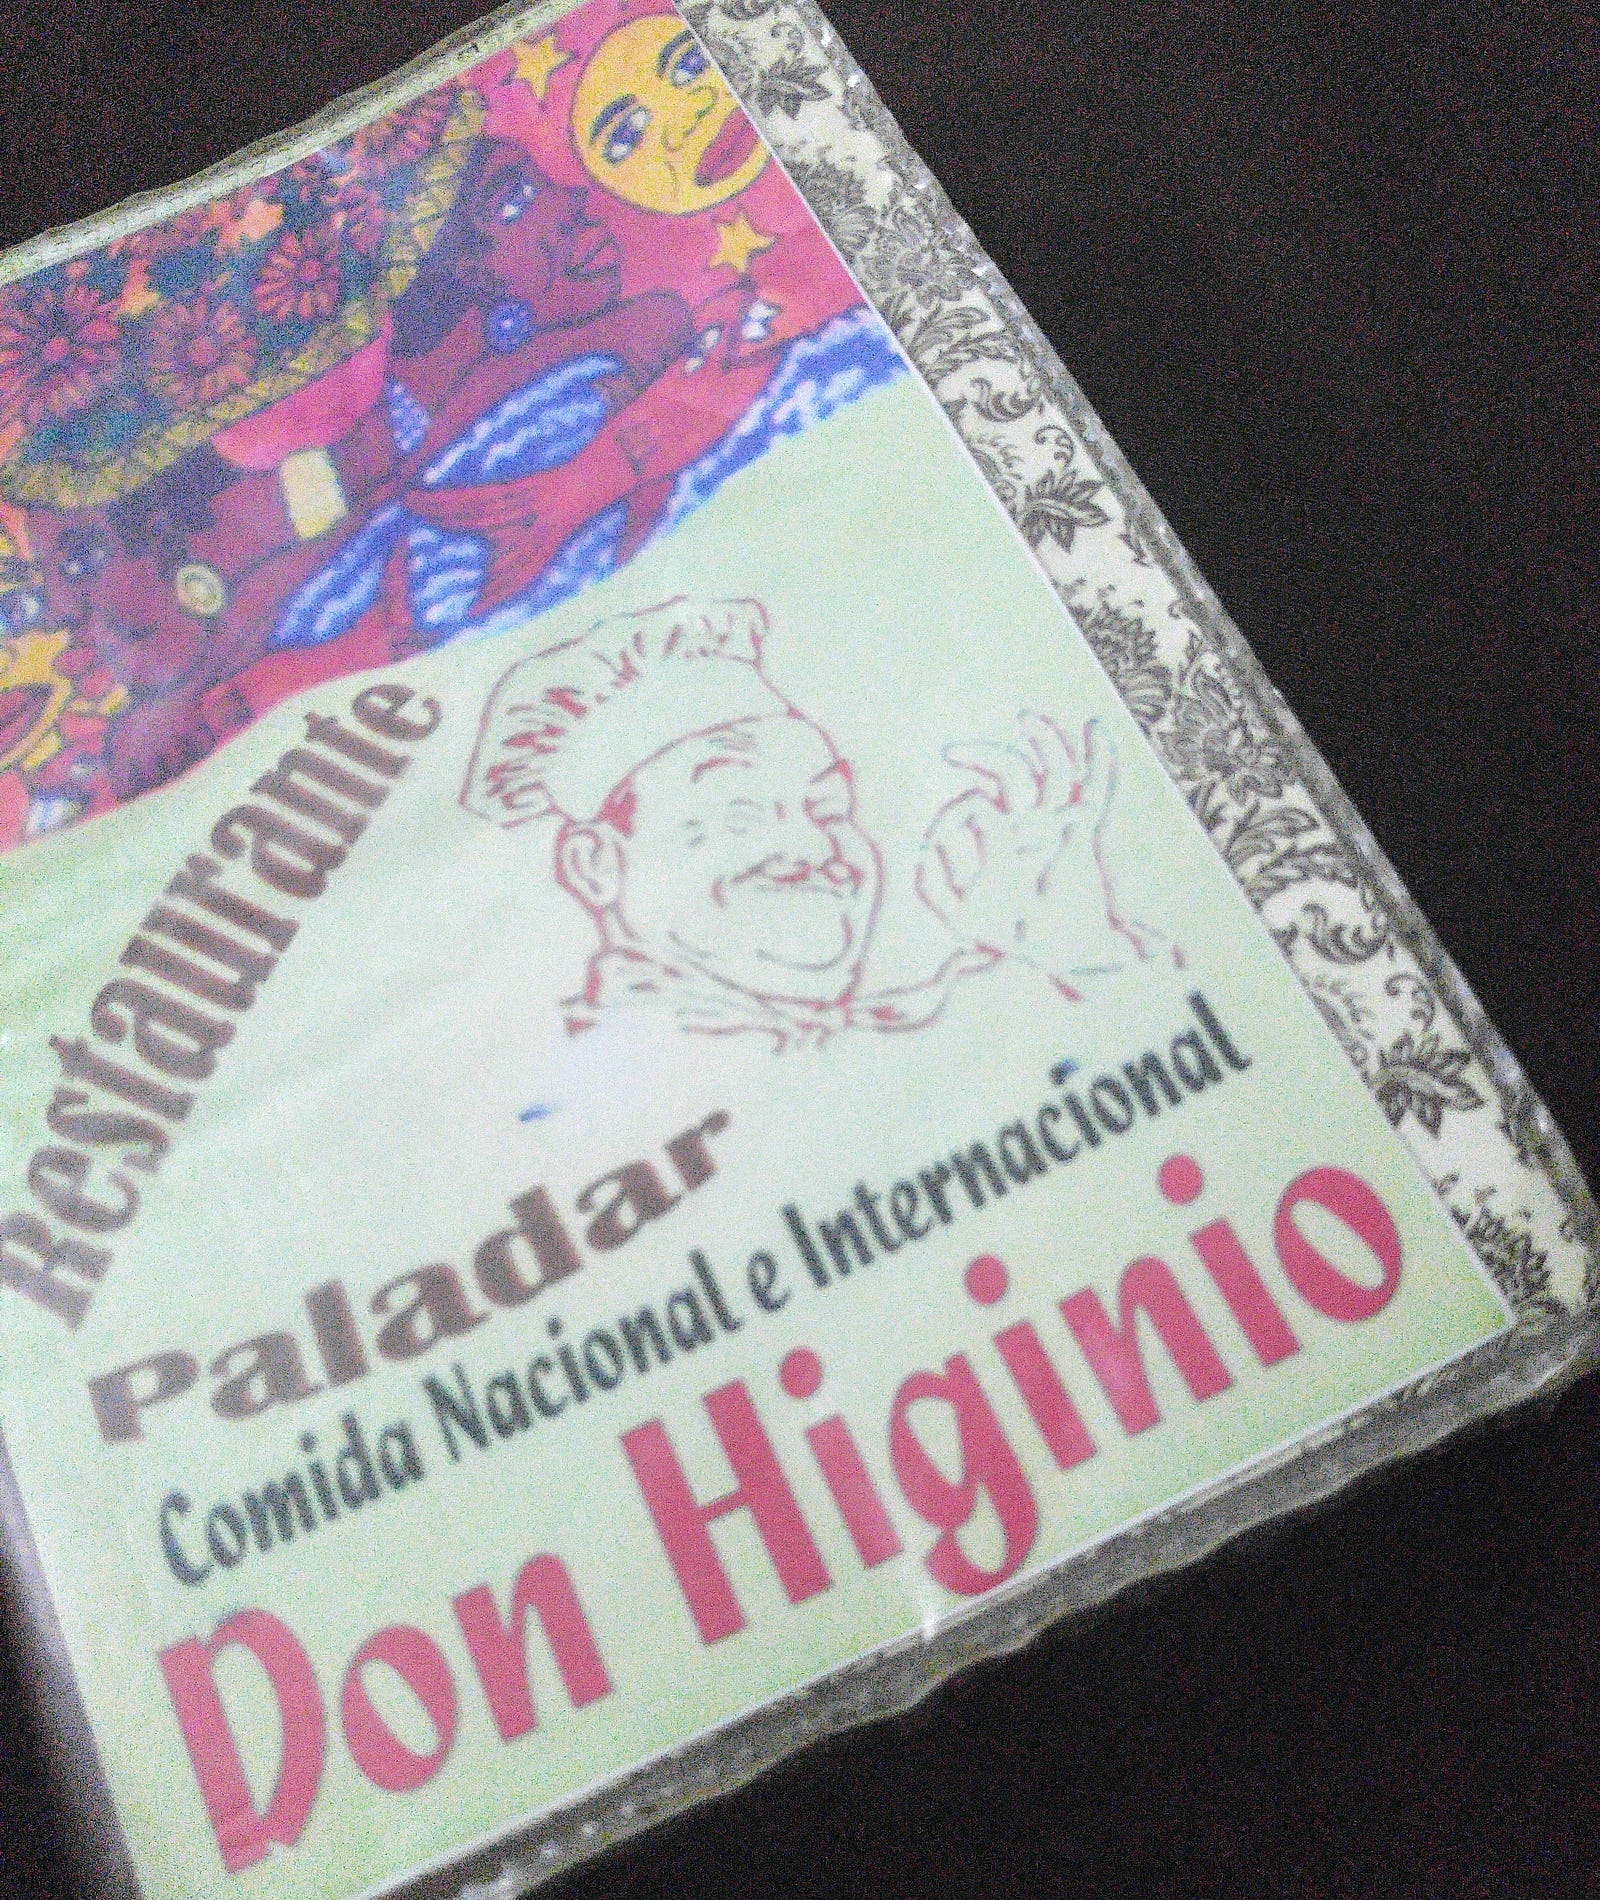 Restaurante
Paladar
Comida Nacional e Internacional
Don Higinio